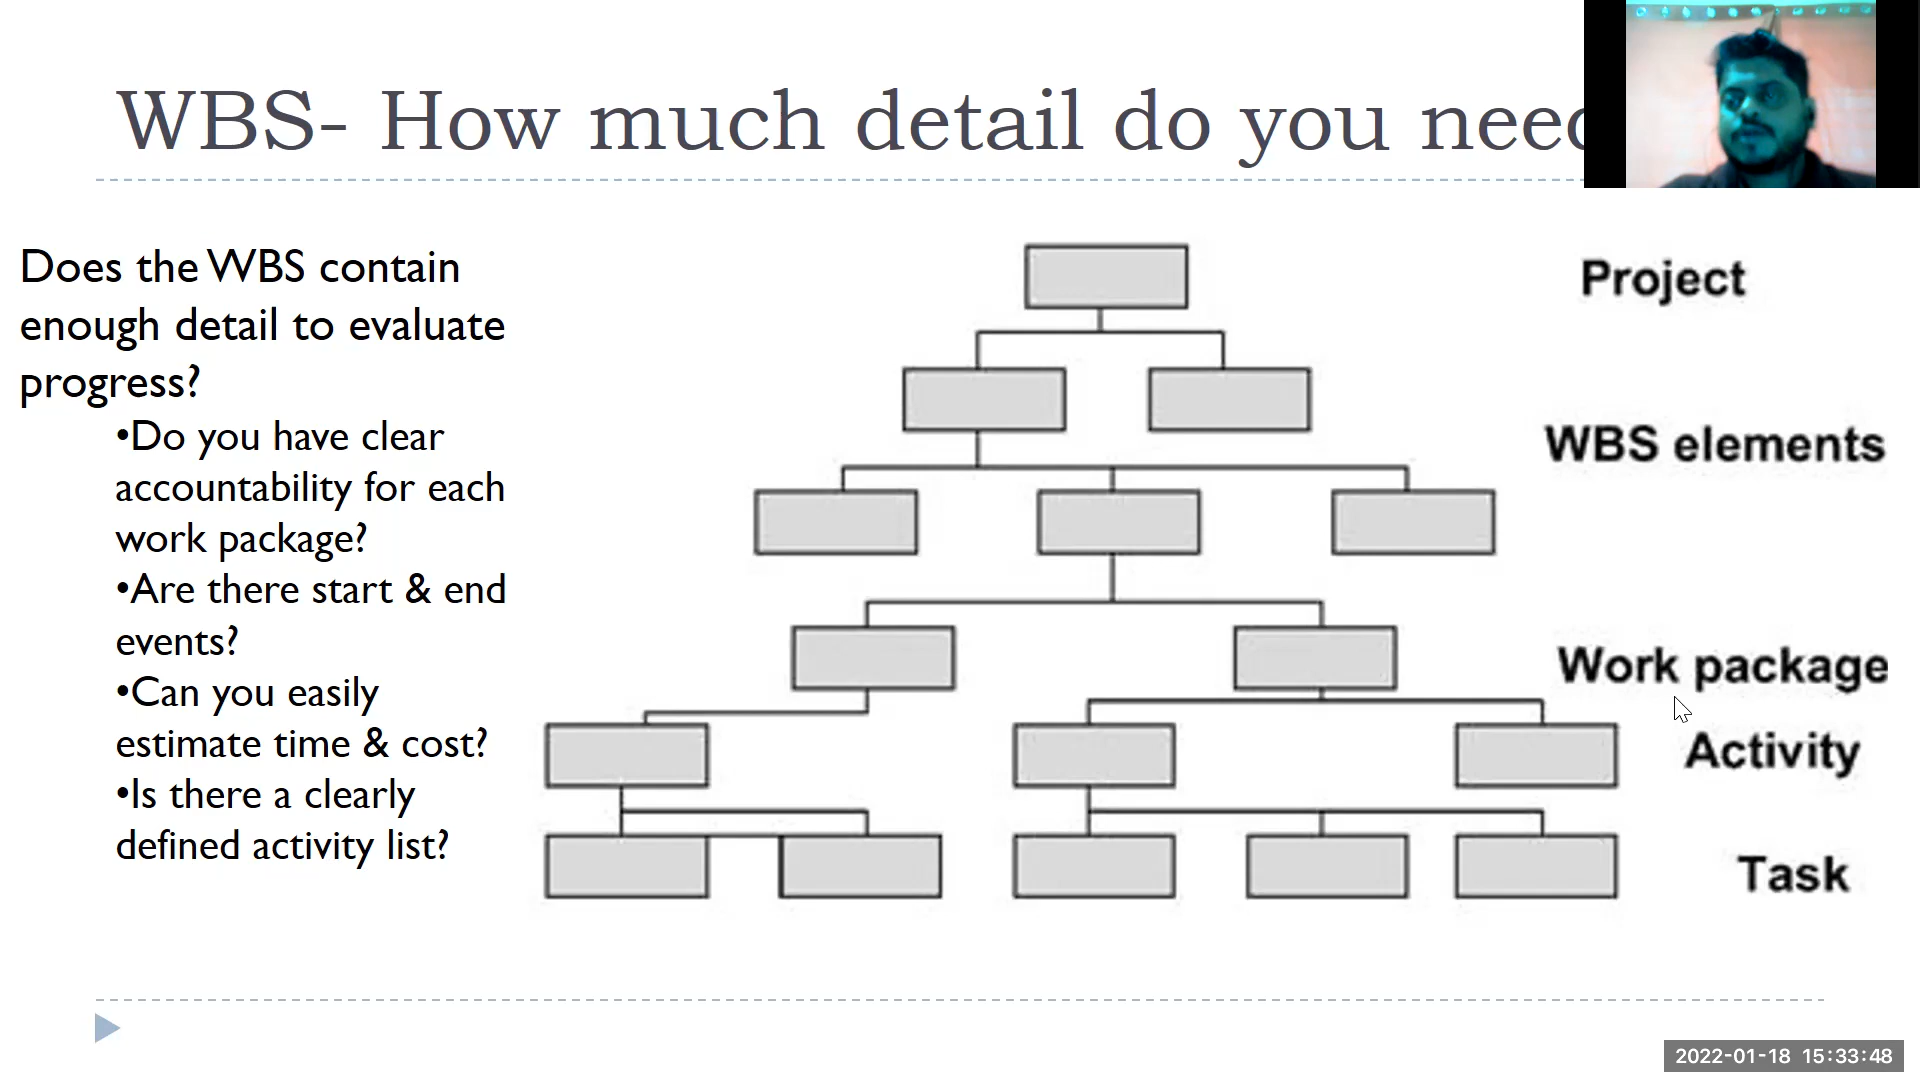 WBS- How much detail do you need
Does the WBS contain
enough detail to evaluate
progress?
•Do you have clear
accountability for each
work package?
•Are there start & end
events?
•Can you easily
estimate time & cost?
•Is there a clearly
defined activity list?
Project
WBS elements
Work package
Activity
Task
2022-01-18 15:33:48